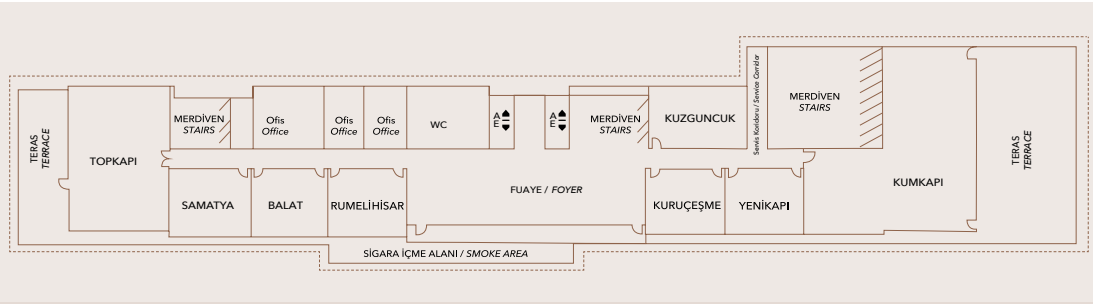 TERAS
TERRACE
TOPKAPI
MERDİVEN
STAIRS
Ofis
Office
Ofis
Office
Ofis
Office
WC
AE
AE
MERDİVEN
STAIRS
KUZGUNCUK
Servis Koridoru / Service Corridor
MERDİVEN
STAIRS
KUMKAPI
TERAS
TERRACE
SAMATYA
BALAT
RUMELİHİSAR
FUAYE / FOYER
KURUÇEŞME
YENİKAPI
SİGARA İÇME ALANI / SMOKE AREA